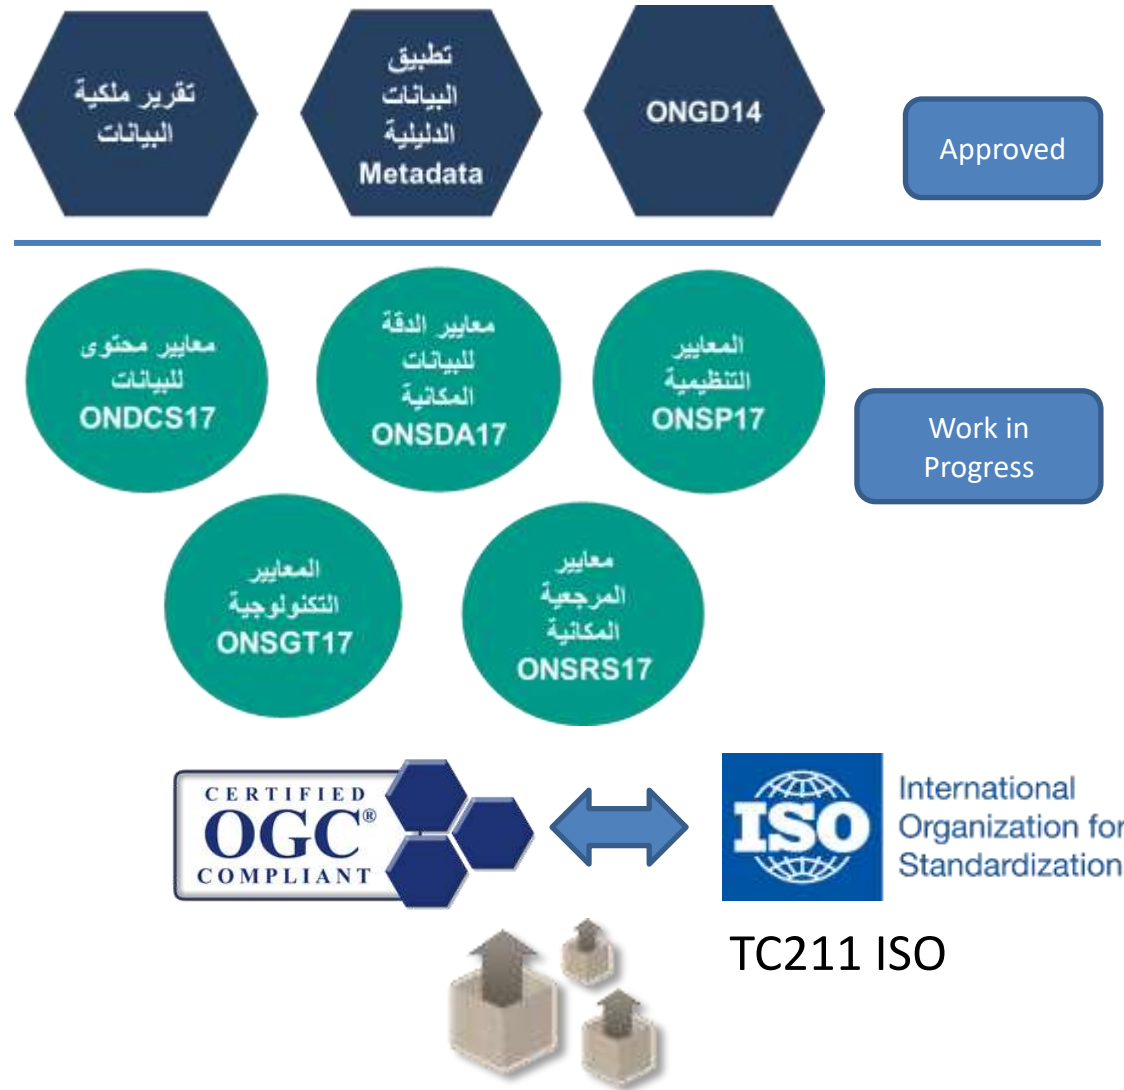 تقرير ملكية
البيانات
تطبيق
البيانات
الدليلية
Metadata
ONGD14
Approved
معايير محتوى
للبيانات
ONDCS17
معايير الدقة
للبيانات
المكانية
ONSDA17
المعايير
التنظيمية
ONSP17
Work in
Progress
المعايير
التكنولوجية
ONSGT17
معايير
المرجعية
المكانية
ONSRS17
CERTIFIED
OGC®
COMPLIANT
ISO
International
Organization for
Standardization
TC211 ISO